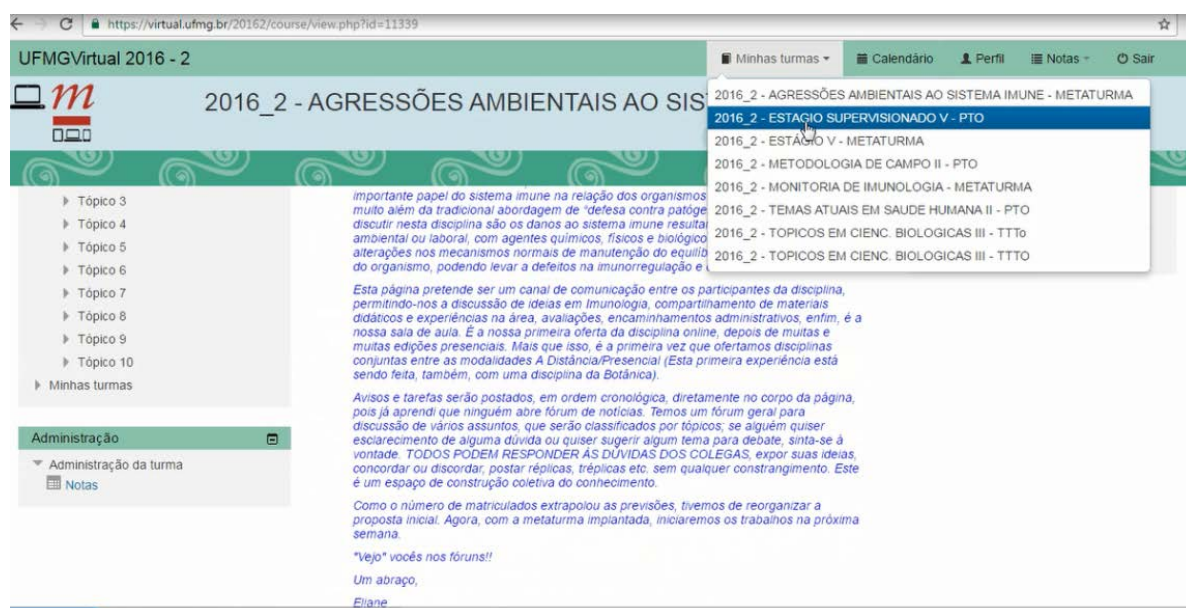 https://virtual.ufmg.br/20162/course/view.php?id=11339
UFMGVirtual 2016 - 2
Minhas turmas
Calendário
Perfil
Notas
Sair
m
2016_2 - AGRESSÕES AMBIENTAIS AO SIS
2016_2 - AGRESSÕES AMBIENTAIS AO SISTEMA IMUNE - METATURMA
2016_2 - ESTAGIO SUPERVISIONADO V - PTO
2016_2 - ESTÁGIO V - METATURMA
2016_2 - METODOLOGIA DE CAMPO II - PTO
2016_2 - MONITORIA DE IMUNOLOGIA - METATURMA
2016_2 - TEMAS ATUAIS EM SAUDE HUMANA II - PTO
2016_2 - TOPICOS EM CIENC. BIOLOGICAS III - TTTo
2016_2 - TOPICOS EM CIENC. BIOLOGICAS III - TTTO
Tópico 3
Tópico 4
Tópico 5
Tópico 6
Tópico 7
Tópico 8
Tópico 9
Tópico 10
Minhas turmas
Administração
Administração da turma
Notas
importante papel do sistema imune na relação dos organismos
muito além da tradicional abordagem de "defesa contra patóge
discutir nesta disciplina são os danos ao sistema imune resulta
ambiental ou laboral, com agentes químicos, físicos e biológico
alterações nos mecanismos normais de manutenção do equilíb
do organismo, podendo levar a defeitos na imunorregulação e
Esta página pretende ser um canal de comunicação entre os participantes da disciplina,
permitindo-nos a discussão de ideias em Imunologia, compartilhamento de materiais
didáticos e experiências na área, avaliações, encaminhamentos administrativos, enfim, é a
nossa sala de aula. É a nossa primeira oferta da disciplina online, depois de muitas e
muitas edições presenciais. Mais que isso, é a primeira vez que ofertamos disciplinas
conjuntas entre as modalidades A Distância/Presencial (Esta primeira experiência está
sendo feita, também, com uma disciplina da Botânica).
Avisos e tarefas serão postados, em ordem cronológica, diretamente no corpo da página,
pois já aprendi que ninguém abre fórum de notícias. Temos um fórum geral para
discussão de vários assuntos, que serão classificados por tópicos; se alguém quiser
esclarecimento de alguma dúvida ou quiser sugerir algum tema para debate, sinta-se à
vontade. TODOS PODEM RESPONDER ÀS DÚVIDAS DOS COLEGAS, expor suas ideias,
concordar ou discordar, postar réplicas, tréplicas etc. sem qualquer constrangimento. Este
é um espaço de construção coletiva do conhecimento.
Como o número de matriculados extrapolou as previsões, tivemos de reorganizar a
proposta inicial. Agora, com a metaturma implantada, iniciaremos os trabalhos na próxima
semana.
"Vejo" vocês nos fóruns!!
Um abraço,
Eliane